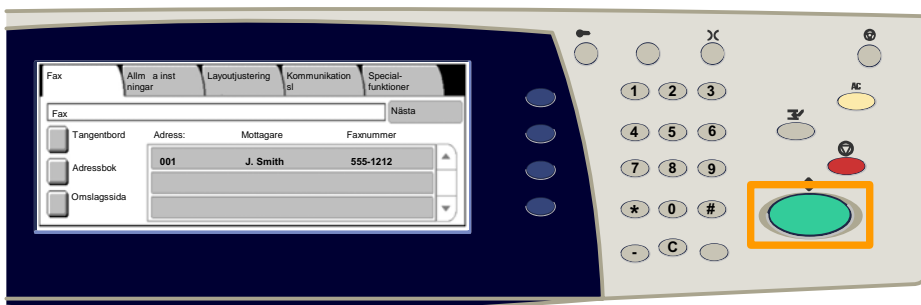 Fax
Allm a inst
ningar
Layoutjustering
Kommunikation
sl
Special-
funktioner
Fax
Nästa
Tangentbord
Adress: Mottagare Faxnummer
001 J. Smith 555-1212
Adressbok
Omslagssida
1 2 3
4 5 6
7 8 9
* 0 #
- C
AC